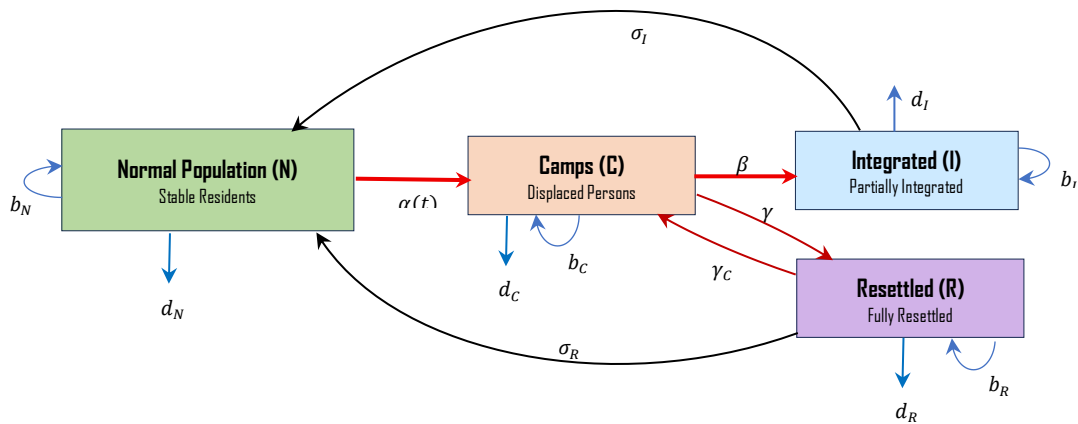 σ_I
d_I
Normal Population (N)
Stable Residents
b_N
α(t)
Camps (C)
Displaced Persons
β
Integrated (I)
Partially Integrated
b_I
γ
γ_C
b_C
d_C
d_N
Resettled (R)
Fully Resettled
σ_R
b_R
d_R